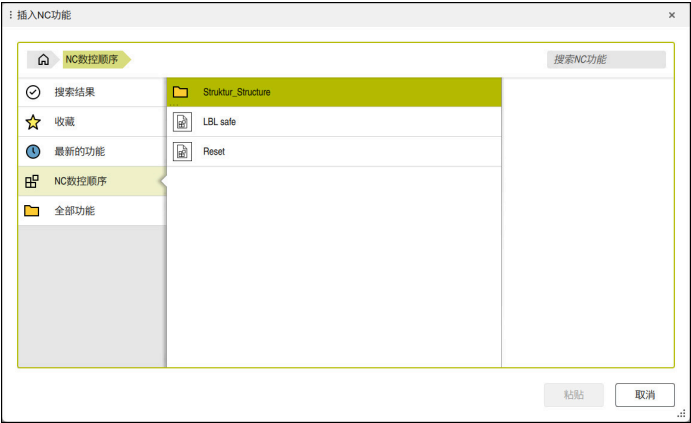 插入NC功能
NC数控顺序
搜索NC功能
搜索结果
收藏
最新的功能
NC数控顺序
全部功能
Struktur_Structure
LBL safe
Reset
粘贴
取消